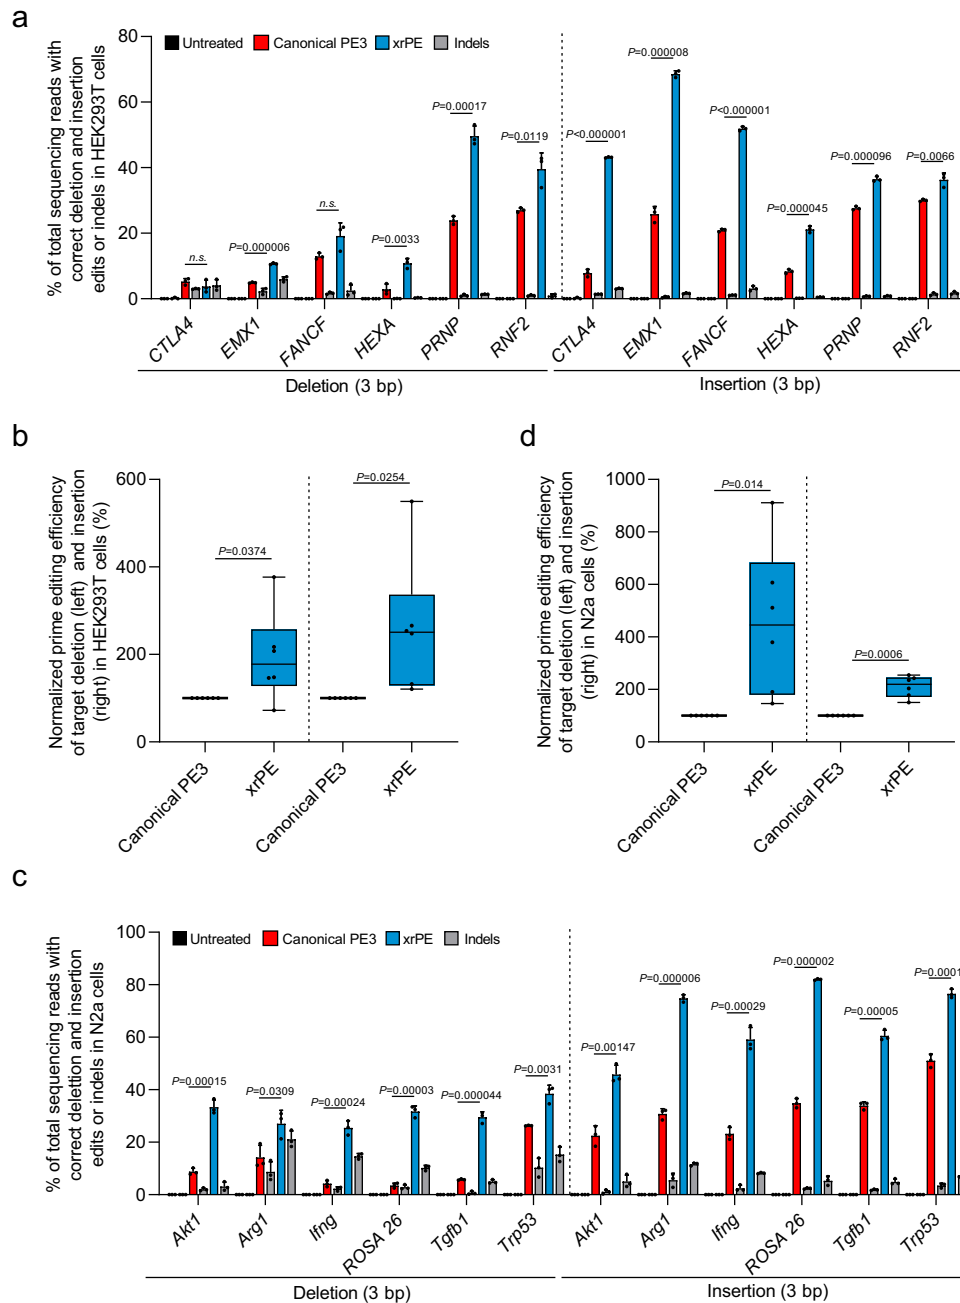 a
% of total sequencing reads with
correct deletion and insertion
edits or indels in HEK293T cells
80
60
40
20
0
Untreated Canonical PE3 xrPE Indels
n.s.
P=0.000006
n.s.
P=0.0033
P=0.00017
P=0.0119
P<0.000001
P=0.000008
P<0.000001
P=0.000045
P=0.000096
P=0.0066
CTLA4 EMX1 FANCF HEXA PRNP RNF2 CTLA4 EMX1 FANCF HEXA PRNP RNF2
Deletion (3 bp) Insertion (3 bp)
b
Normalized prime editing efficiency
of target deletion (left) and insertion
(right) in HEK293T cells (%)
600
400
200
0
P=0.0374
P=0.0254
Canonical PE3 xrPE Canonical PE3 xrPE
d
Normalized prime editing efficiency
of target deletion (left) and insertion
(right) in N2a cells (%)
1000
800
600
400
200
0
P=0.014
P=0.0006
Canonical PE3 xrPE Canonical PE3 xrPE
c
% of total sequencing reads with
correct deletion and insertion
edits or indels in N2a cells
100
80
60
40
20
0
Untreated Canonical PE3 xrPE Indels
P=0.00015
P=0.0309
P=0.00024
P=0.00003
P=0.000044
P=0.0031
P=0.00147
P=0.000006
P=0.00029
P=0.000002
P=0.00005
P=0.0001
Akt1 Arg1 Ifng ROSA 26 Tgfb1 Trp53 Akt1 Arg1 Ifng ROSA 26 Tgfb1 Trp53
Deletion (3 bp) Insertion (3 bp)